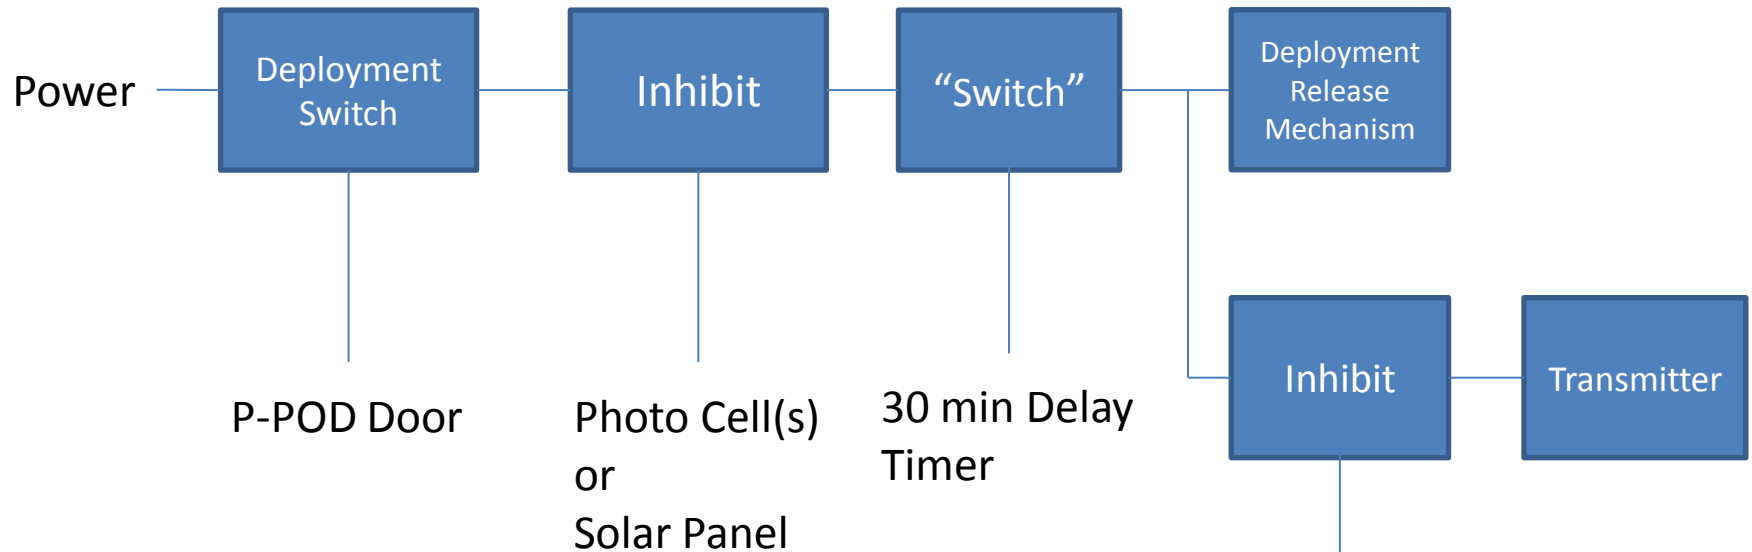 Power
Deployment
Switch
Inhibit
“Switch”
Deployment
Release
Mechanism
P-POD Door
Photo Cell(s)
or
Solar Panel
30 min Delay
Timer
Inhibit
Transmitter